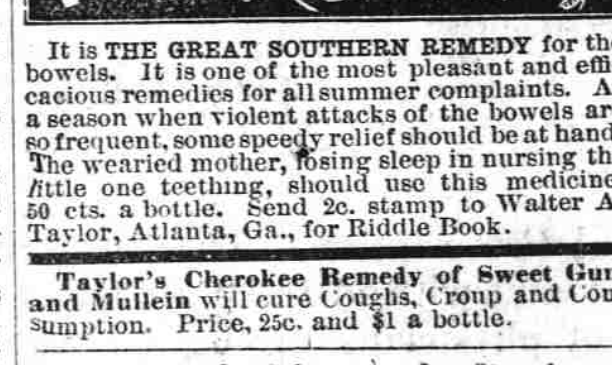 It is THE GREAT SOUTHERN REMEDY for the
bowels. It is one of the most pleasant and effi
cacious remedies for all summer complaints. A
a season when violent attacks of the bowels ar
so frequent, some speedy relief should be at hand
The wearied mother, losing sleep in nursing th
little one teething, should use this medicine
50 cts. a bottle. Send 2c. stamp to Walter A
Taylor, Atlanta, Ga., for Riddle Book.
Taylor's Cherokee Remedy of Sweet Gum
and Mullein will cure Coughs, Croup and Con
sumption. Price, 25c. and $1 a bottle.